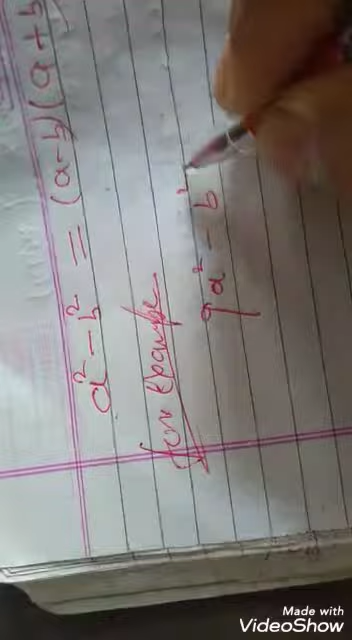 a² - b² = (a - b) (a + b
For Example
9a² - b²
Made with
VideoShow